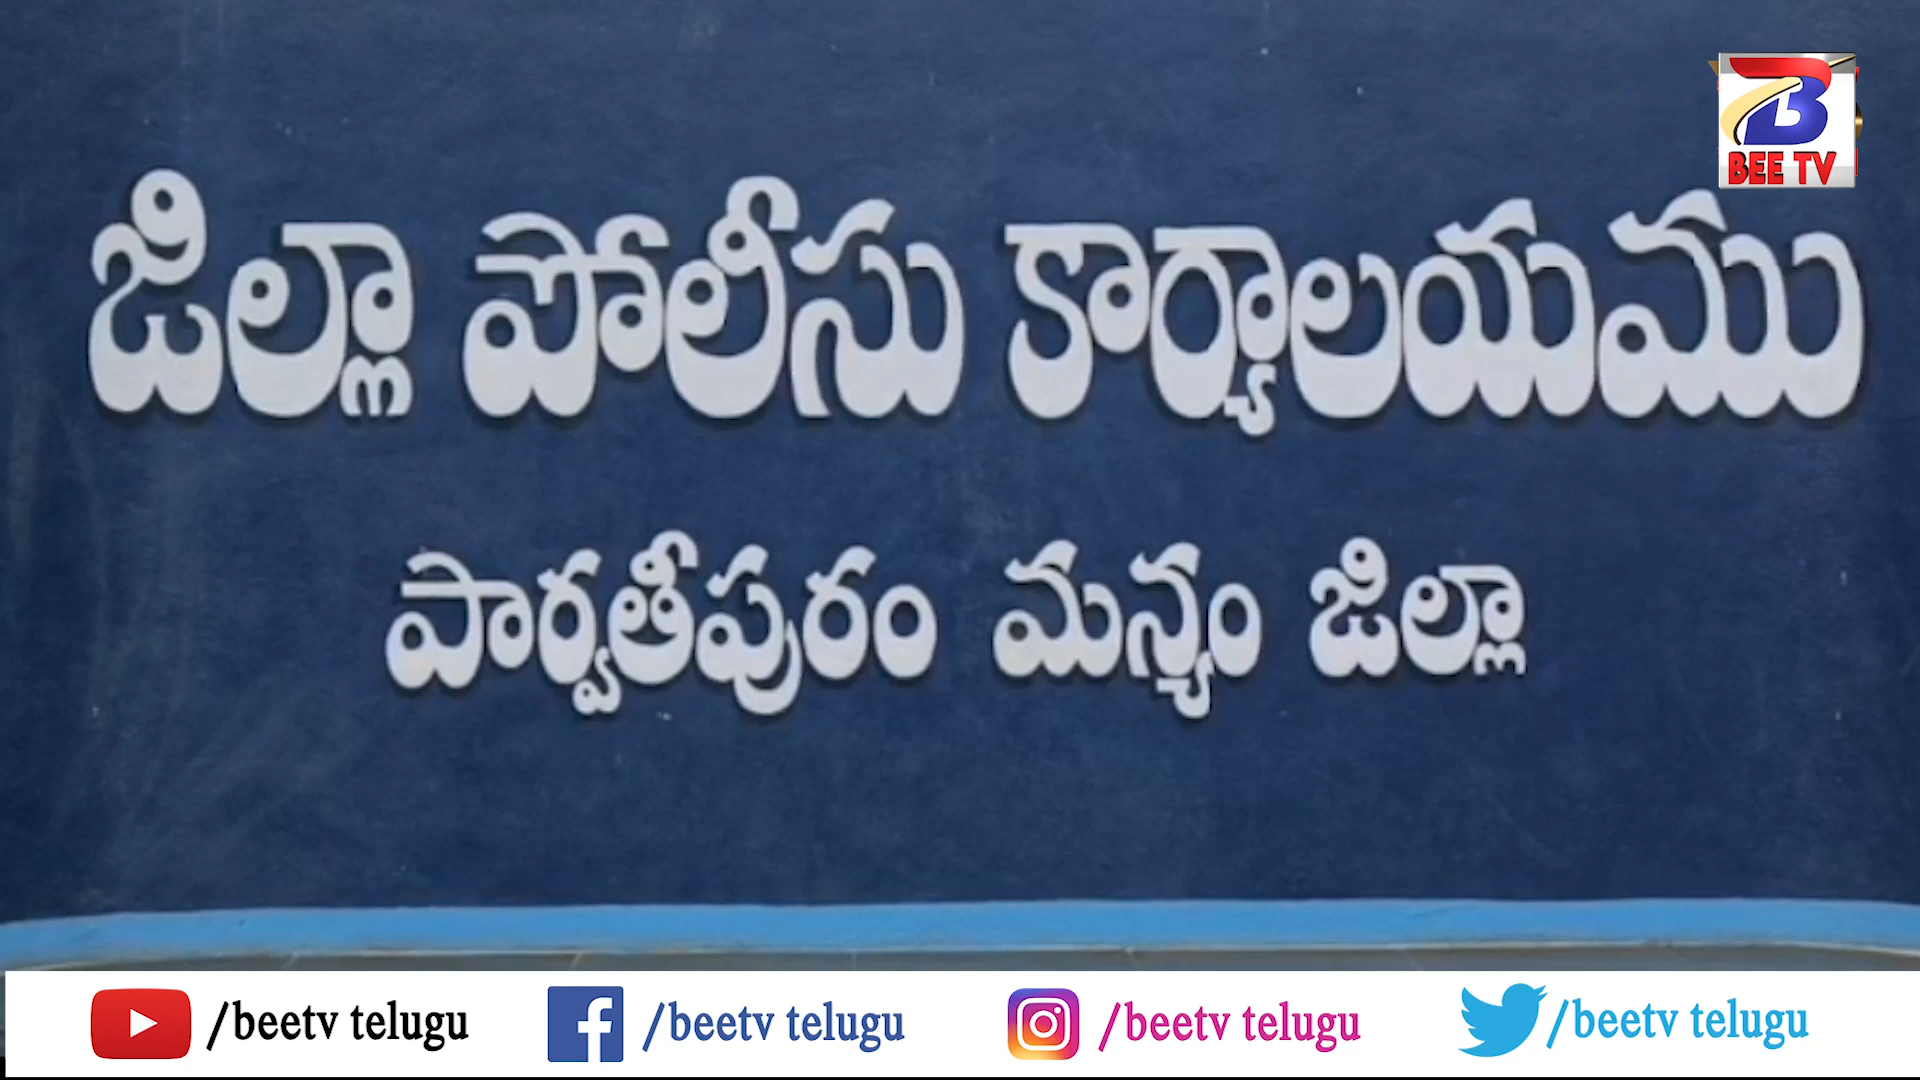 BEE TV
జిల్లా పోలీసు కార్యాలయము
పార్వతీపురం మన్యం జిల్లా
/beetv telugu /beetv telugu /beetv telugu /beetv telugu